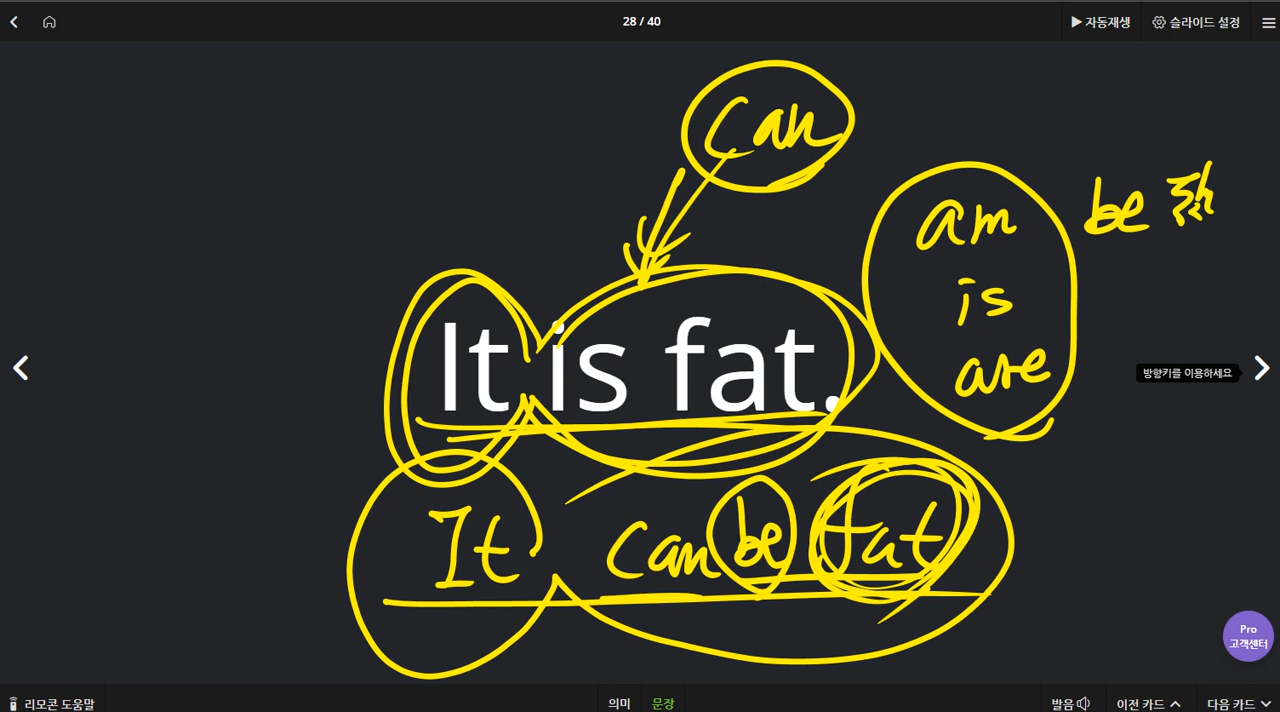 28 / 40
자동재생
슬라이드 설정
can
am
is
are
be
It is fat.
방향키를 이용하세요
It can be fat
Pro
고객센터
리모콘 도움말
의미
문장
발음
이전 카드
다음 카드